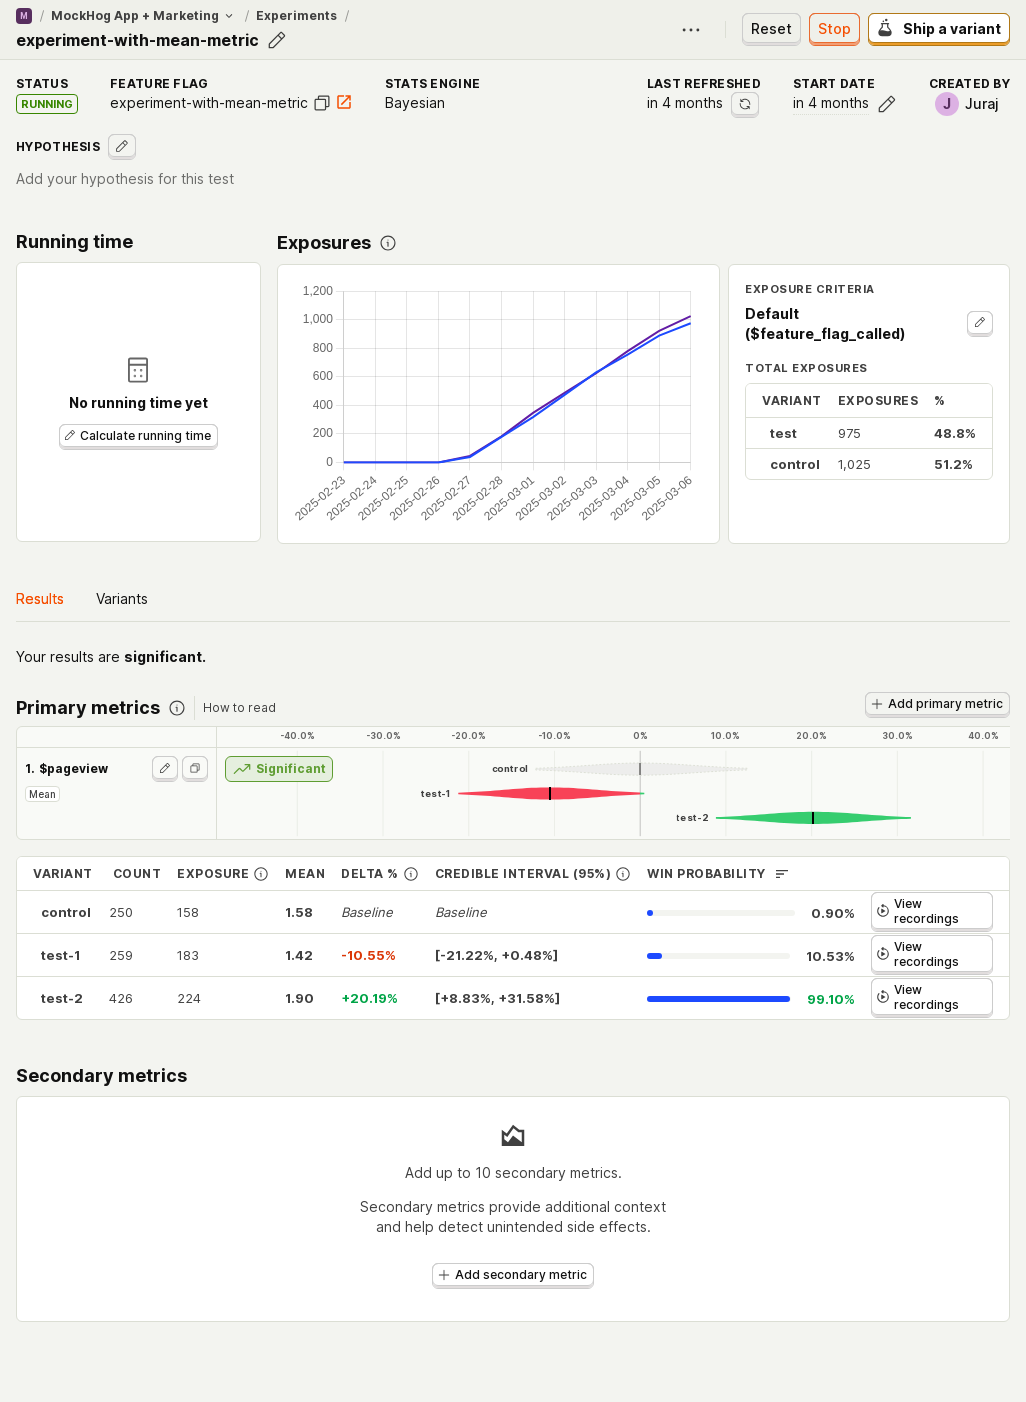 M / MockHog App + Marketing / Experiments /
experiment-with-mean-metric
Reset
Stop
Ship a variant
STATUS
RUNNING
FEATURE FLAG
experiment-with-mean-metric
STATS ENGINE
Bayesian
LAST REFRESHED
in 4 months
START DATE
in 4 months
CREATED BY
J Juraj
HYPOTHESIS
Add your hypothesis for this test
Running time
No running time yet
Calculate running time
Exposures
1,200
1,000
800
600
400
200
0
2025-02-23
2025-02-24
2025-02-25
2025-02-26
2025-02-27
2025-02-28
2025-03-01
2025-03-02
2025-03-03
2025-03-04
2025-03-05
2025-03-06
EXPOSURE CRITERIA
Default
($feature_flag_called)
TOTAL EXPOSURES
VARIANT EXPOSURES %
test 975 48.8%
control 1,025 51.2%
Results Variants
Your results are significant.
Primary metrics How to read
Add primary metric
-40.0% -30.0% -20.0% -10.0% 0% 10.0% 20.0% 30.0% 40.0%
1. $pageview
Mean
Significant
control
test-1
test-2
VARIANT COUNT EXPOSURE MEAN DELTA % CREDIBLE INTERVAL (95%) WIN PROBABILITY
control 250 158 1.58 Baseline Baseline 0.90% View recordings
test-1 259 183 1.42 -10.55% [-21.22%, +0.48%] 10.53% View recordings
test-2 426 224 1.90 +20.19% [+8.83%, +31.58%] 99.10% View recordings
Secondary metrics
Add up to 10 secondary metrics.
Secondary metrics provide additional context
and help detect unintended side effects.
Add secondary metric